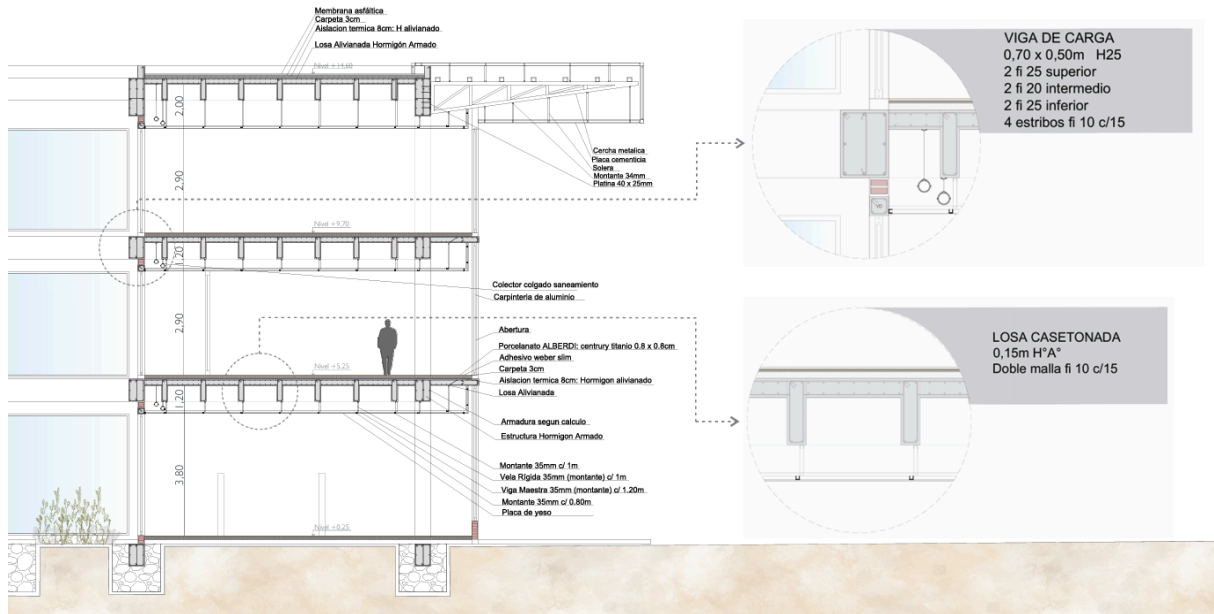 Membrana asfáltica
Carpeta 3cm
Aislacion termica 8cm: H alivianado
Losa Alivianada Hormigón Armado
Nivel +14,60
2,00
Cercha metalica
Placa cementicia
Solera
Montante 34mm
Platina 40 x 25mm
2,90
Nivel +9,70
1,20
Colector colgado saneamiento
Carpinteria de aluminio
2,90
Abertura
Porcelanato ALBERDI: centrury titanio 0.8 x 0.8cm
Adhesivo weber slim
Carpeta 3cm
Nivel +5,25
Aislacion termica 8cm: Hormigon alivianado
Losa Alivianada
1,20
Armadura segun calculo
Estructura Hormigon Armado
3,80
Montante 35mm c/ 1m
Vela Rígida 35mm (montante) c/ 1m
Viga Maestra 35mm (montante) c/ 1.20m
Montante 35mm c/ 0.80m
Placa de yeso
Nivel +0,25
VIGA DE CARGA
0,70 x 0,50m H25
2 fi 25 superior
2 fi 20 intermedio
2 fi 25 inferior
4 estribos fi 10 c/15
LOSA CASETONADA
0,15m H°A°
Doble malla fi 10 c/15